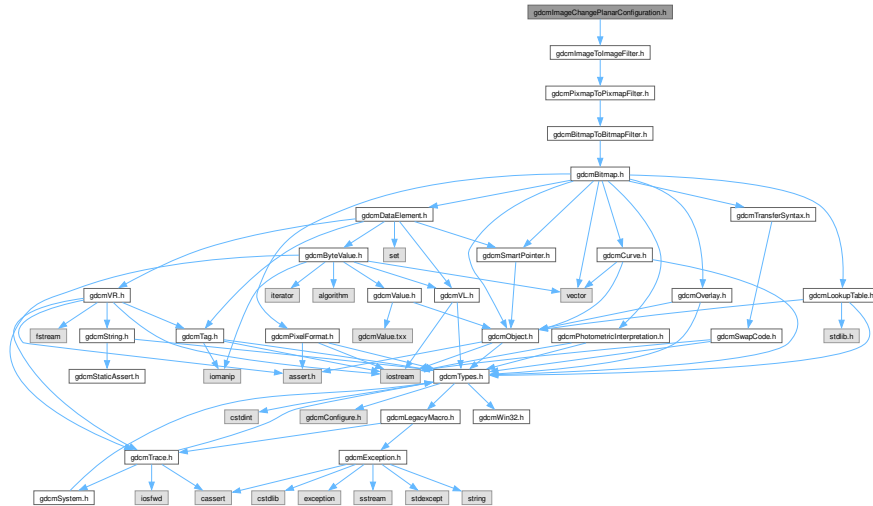 gdcmImageChangePlanarConfiguration.h
gdcmImageToImageFilter.h
gdcmPixmapToPixmapFilter.h
gdcmBitmapToBitmapFilter.h
gdcmBitmap.h
gdcmDataElement.h
gdcmTransferSyntax.h
gdcmByteValue.h
set
gdcmSmartPointer.h
gdcmCurve.h
gdcmVR.h
iterator
algorithm
gdcmValue.h
gdcmVL.h
vector
gdcmOverlay.h
gdcmLookupTable.h
fstream
gdcmString.h
gdcmTag.h
gdcmPixelFormat.h
gdcmValue.txx
gdcmObject.h
gdcmPhotometricInterpretation.h
gdcmSwapCode.h
stdlib.h
gdcmStaticAssert.h
iomanip
assert.h
iostream
gdcmTypes.h
cstdint
gdcmConfigure.h
gdcmLegacyMacro.h
gdcmWin32.h
gdcmTrace.h
gdcmException.h
gdcmSystem.h
iosfwd
cassert
cstdlib
exception
sstream
stdexcept
string